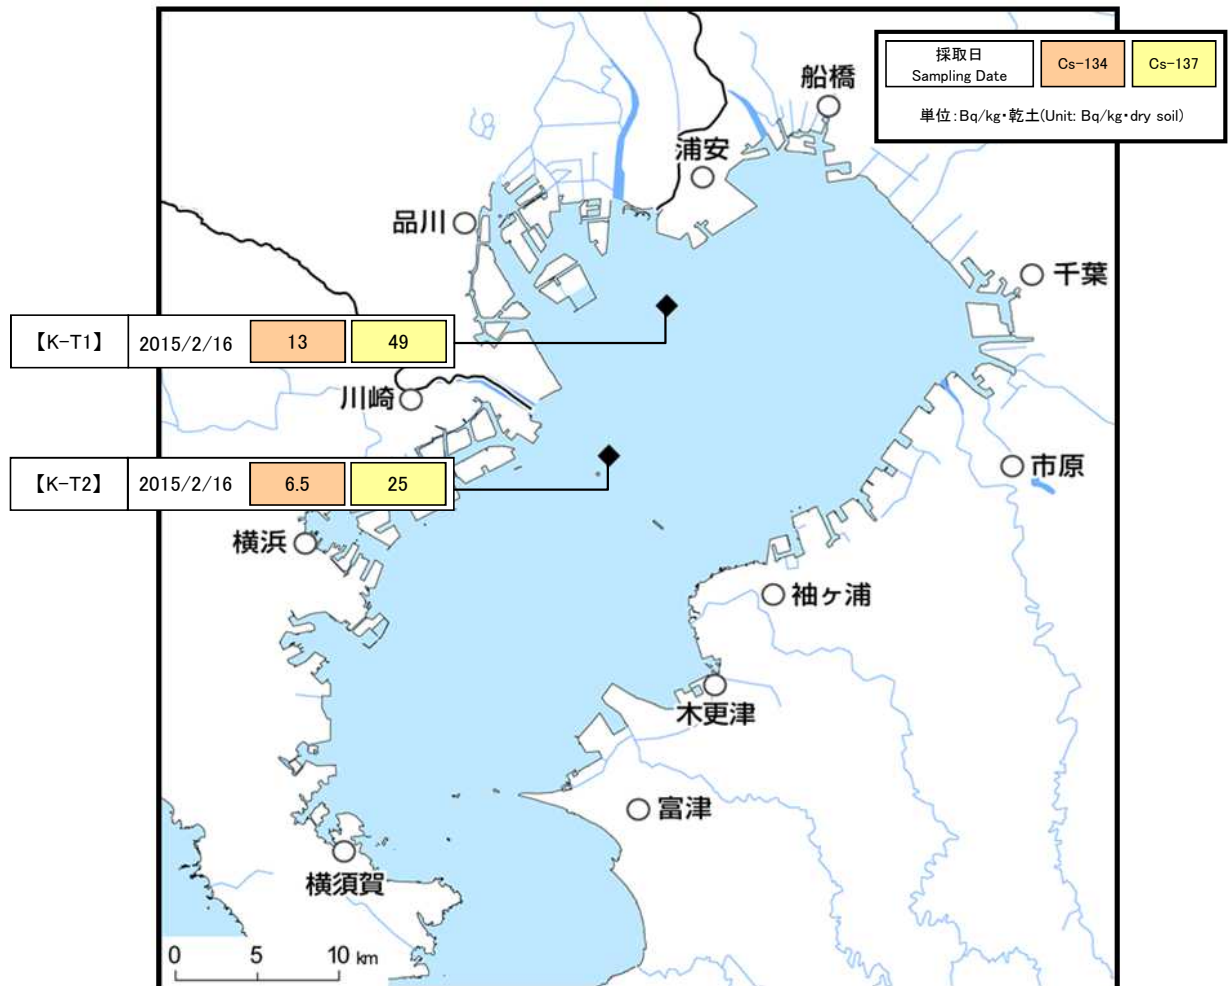 採取日
Sampling Date
Cs-134
Cs-137
単位:Bq/kg・乾土(Unit: Bq/kg・dry soil)
船橋
浦安
品川
千葉
【K-T1】 2015/2/16 13 49
川崎
【K-T2】 2015/2/16 6.5 25
市原
横浜
袖ヶ浦
木更津
富津
横須賀
0 5 10 km